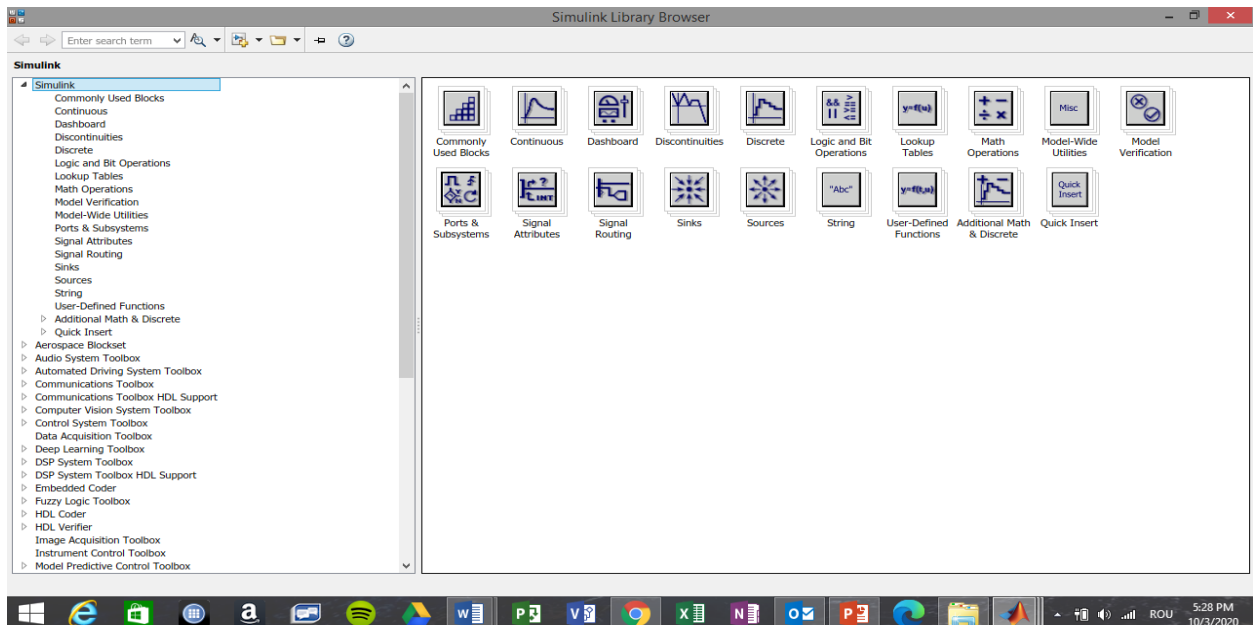 Simulink Library Browser
Enter search term
Simulink
Simulink
Commonly Used Blocks
Continuous
Dashboard
Discontinuities
Discrete
Logic and Bit Operations
Lookup Tables
Math Operations
Model Verification
Model-Wide Utilities
Ports & Subsystems
Signal Attributes
Signal Routing
Sinks
Sources
String
User-Defined Functions
Additional Math & Discrete
Quick Insert
Aerospace Blockset
Audio System Toolbox
Automated Driving System Toolbox
Communications Toolbox
Communications Toolbox HDL Support
Computer Vision System Toolbox
Control System Toolbox
Data Acquisition Toolbox
Deep Learning Toolbox
DSP System Toolbox
DSP System Toolbox HDL Support
Embedded Coder
Fuzzy Logic Toolbox
HDL Coder
HDL Verifier
Image Acquisition Toolbox
Instrument Control Toolbox
Model Predictive Control Toolbox
&& >
|| ==
<=
y=f(u)
+ −
÷ ×
Misc
Commonly
Used Blocks
Continuous
Dashboard
Discontinuities
Discrete
Logic and Bit
Operations
Lookup
Tables
Math
Operations
Model-Wide
Utilities
Model
Verification
? INT
"Abc"
y=f(t,u)
Quick
Insert
Ports &
Subsystems
Signal
Attributes
Signal
Routing
Sinks
Sources
String
User-Defined
Functions
Additional Math
& Discrete
Quick Insert
ROU
5:28 PM
10/3/2020